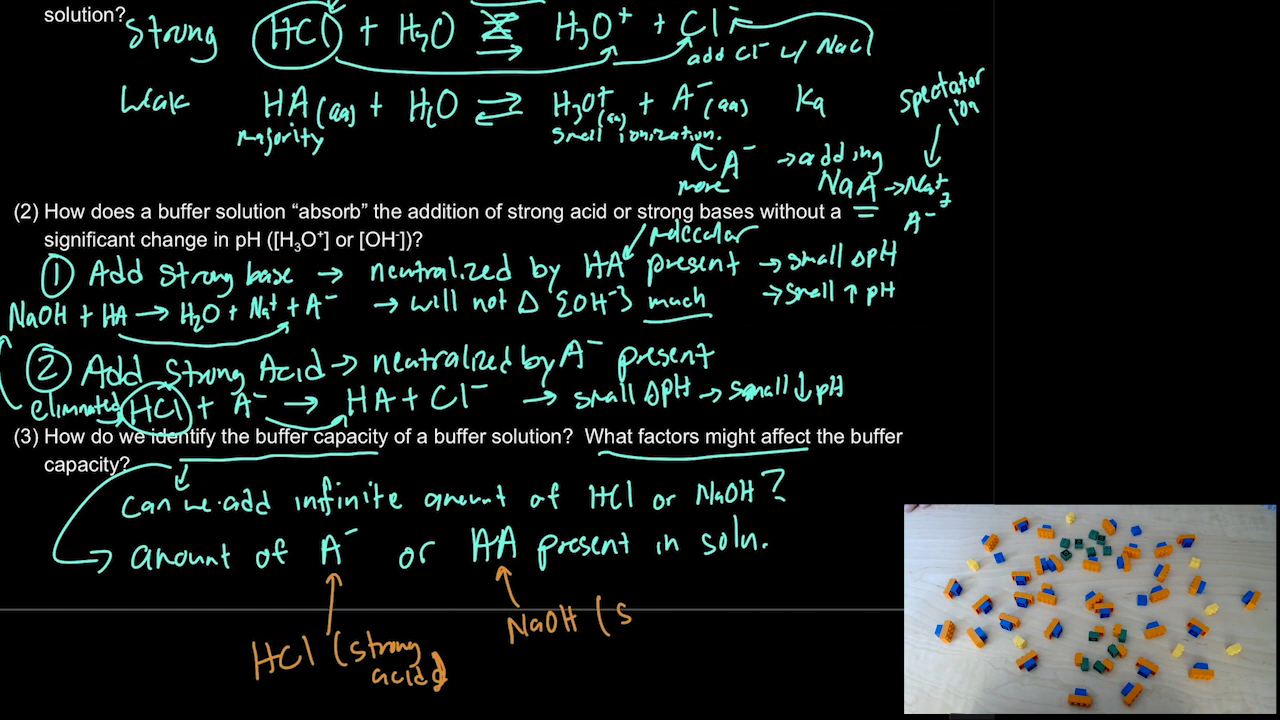 solution?
Strong HCl + H₂O ⇌ H₃O⁺ + Cl⁻
add Cl⁻ w/ NaCl
Weak HA(aq) + H₂O ⇌ H₃O⁺(aq) + A⁻(aq) Ka
majority small ionization.
spectator ion
more A⁻ → adding NaA → Na⁺ A⁻
(2) How does a buffer solution “absorb” the addition of strong acid or strong bases without a
significant change in pH ([H₃O⁺] or [OH⁻])?
molecular
① Add strong base → neutralized by HA present → small ΔpH
NaOH + HA → H₂O + Na⁺ + A⁻ → will not Δ [OH⁻] much → small ↑ pH
② Add Strong Acid → neutralized by A⁻ present
eliminated HCl + A⁻ → HA + Cl⁻ → small ΔpH → small ↓ pH
(3) How do we identify the buffer capacity of a buffer solution? What factors might affect the buffer
capacity?
can we add infinite amount of HCl or NaOH?
amount of A⁻ or HA present in soln.
HCl (strong acid) NaOH (s